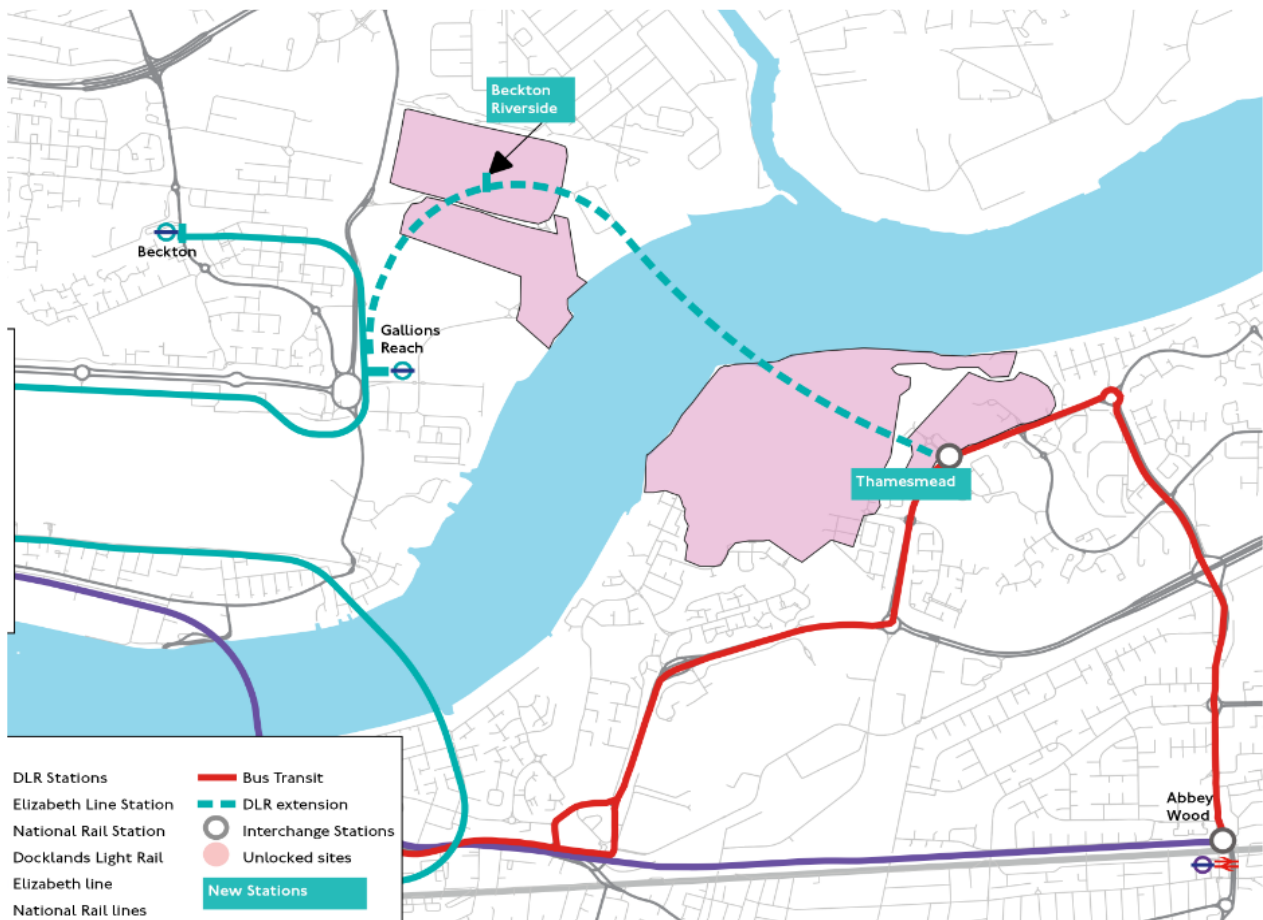 Beckton
Riverside
Beckton
Gallions
Reach
Thamesmead
Abbey
Wood
DLR Stations
Elizabeth Line Station
National Rail Station
Docklands Light Rail
Elizabeth line
National Rail lines
Bus Transit
DLR extension
Interchange Stations
Unlocked sites
New Stations